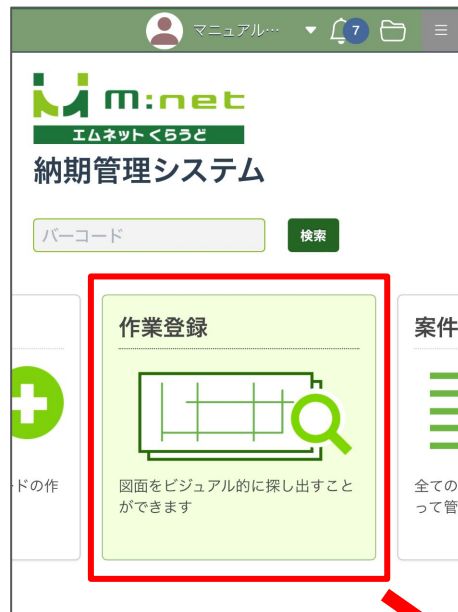 マニュアル…
7
m:net
エムネットくらうど
納期管理システム
バーコード
検索
作業登録
図面をビジュアル的に探し出すこと
ができます
ドの作
案件
全ての
って管